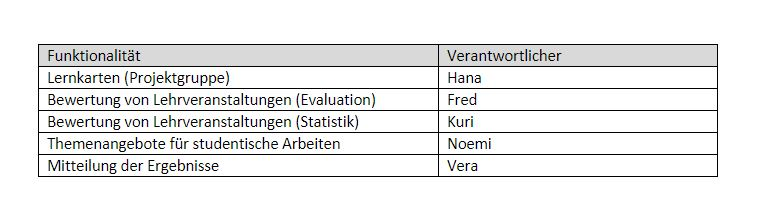 Funktionalität Verantwortlicher
Lernkarten (Projektgruppe) Hana
Bewertung von Lehrveranstaltungen (Evaluation) Fred
Bewertung von Lehrveranstaltungen (Statistik) Kuri
Themenangebote für studentische Arbeiten Noemi
Mitteilung der Ergebnisse Vera